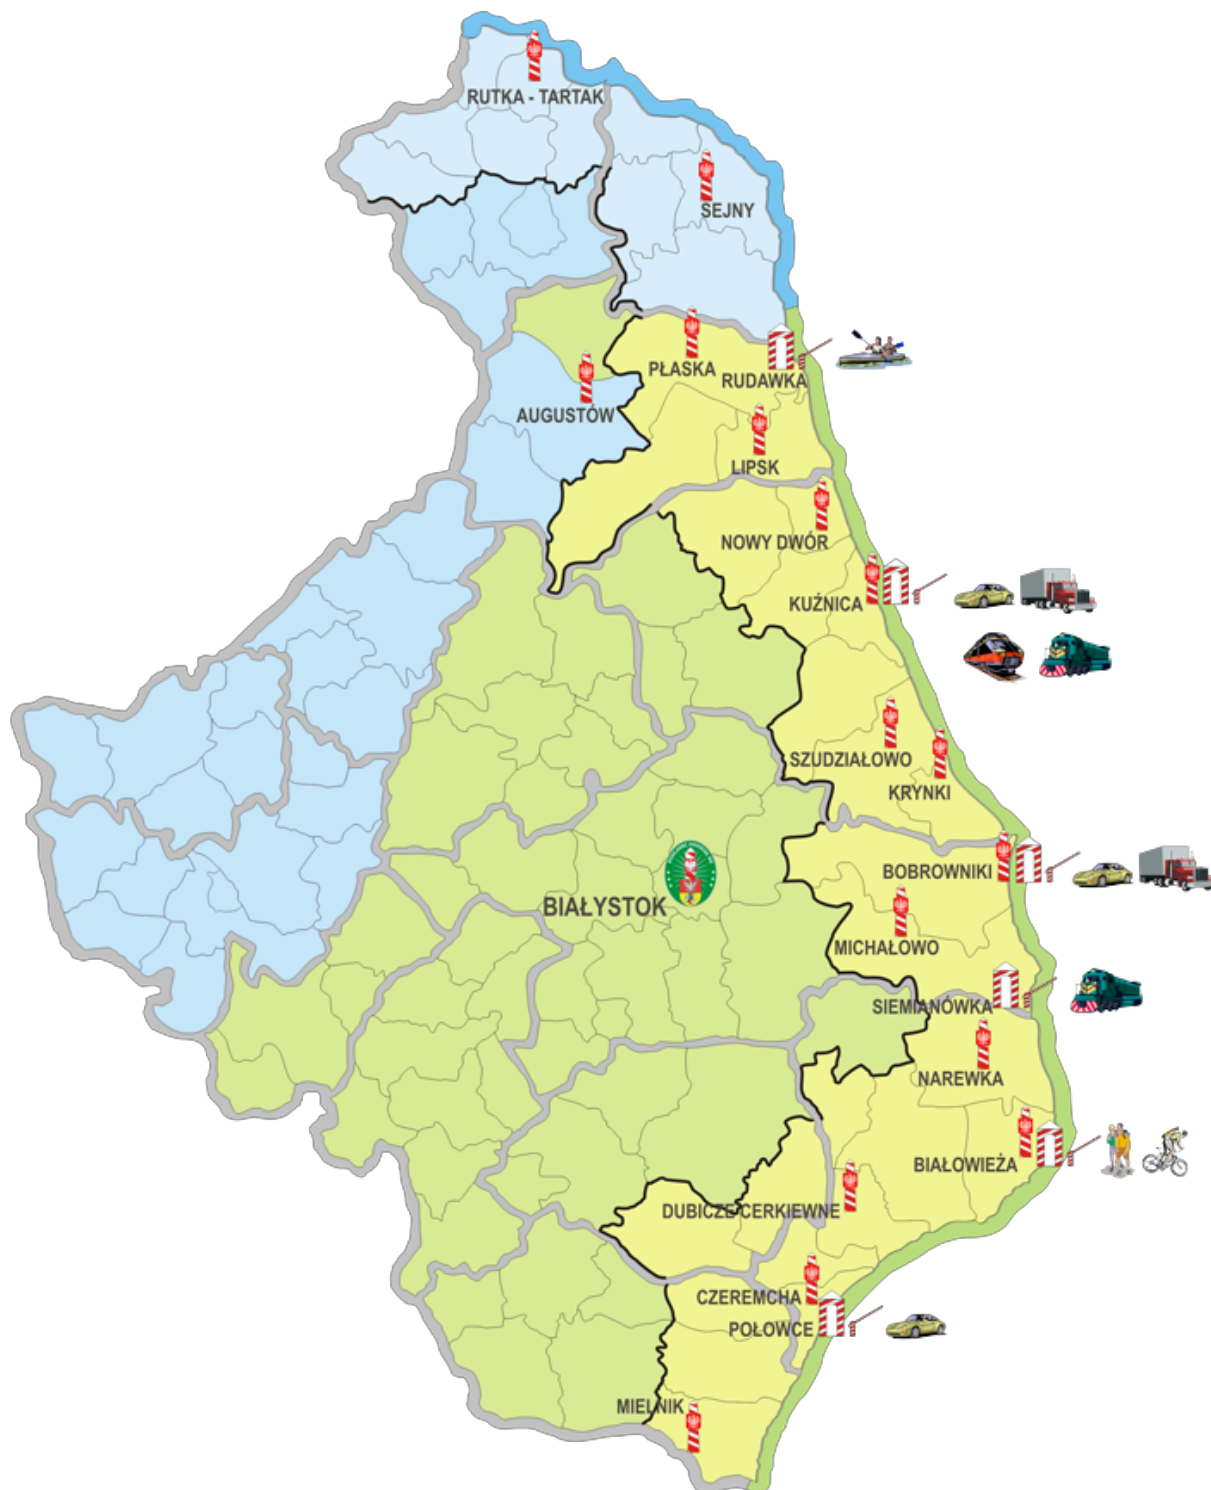 RUTKA - TARTAK
SEJNY
PŁASKA
RUDAWKA
AUGUSTÓW
LIPSK
NOWY DWÓR
KUŹNICA
SZUDZIAŁOWO
KRYNKI
BOBROWNIKI
BIAŁYSTOK
MICHAŁOWO
SIEMIANÓWKA
NAREWKA
BIAŁOWIEŻA
DUBICZE CERKIEWNE
CZEREMCHA
POŁOWCE
MIELNIK